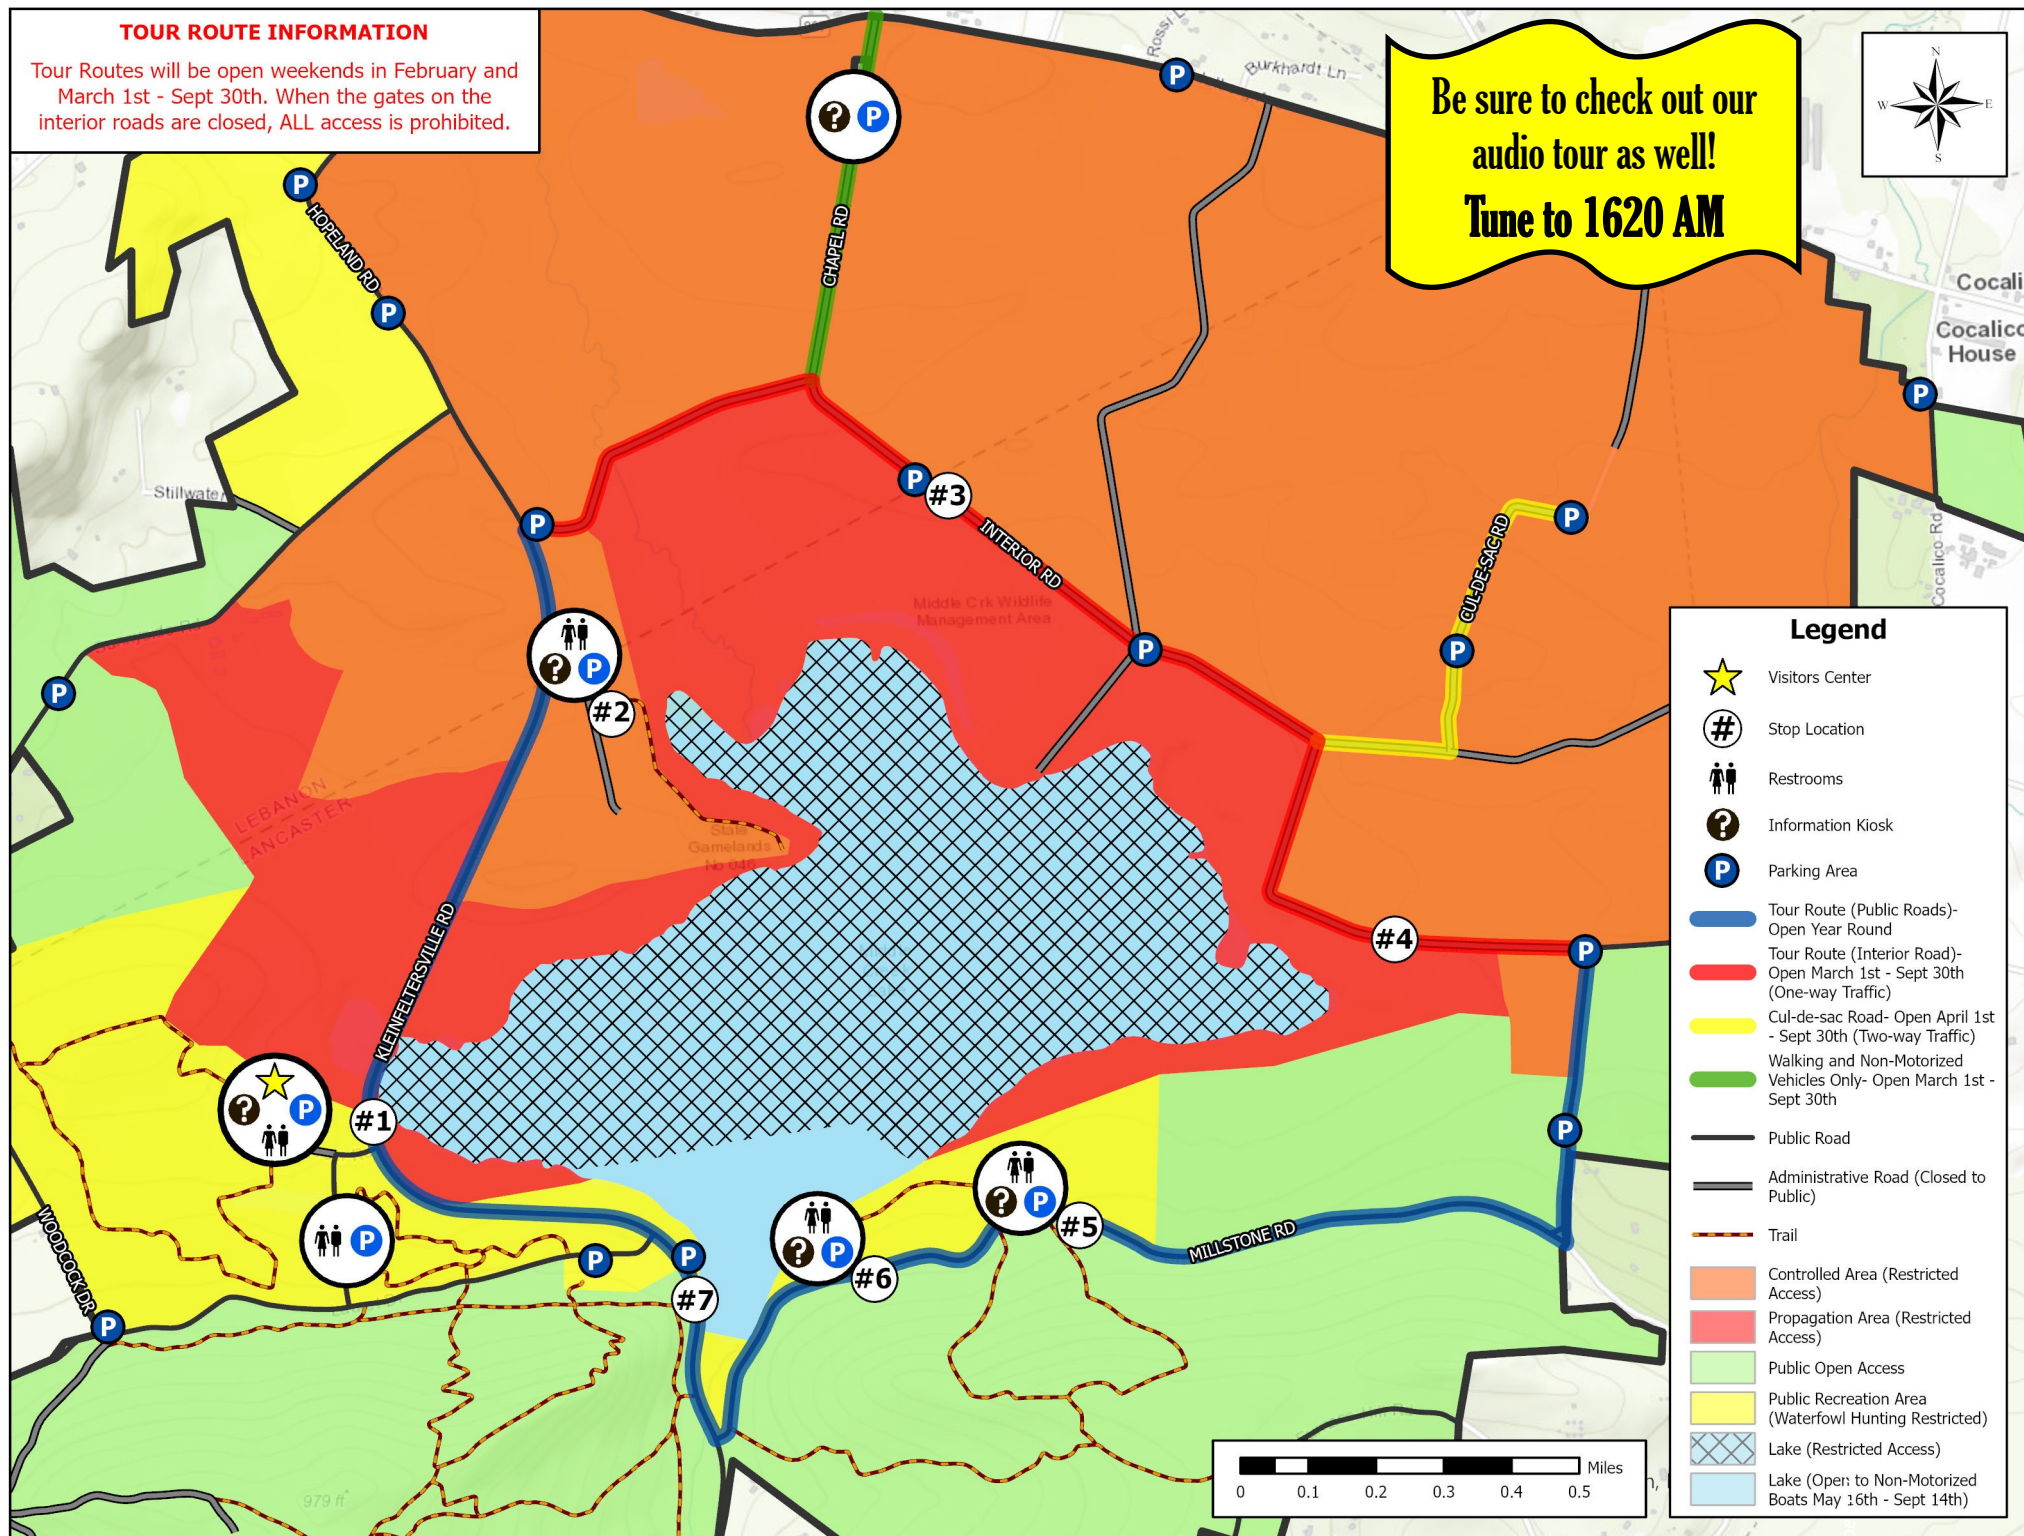 TOUR ROUTE INFORMATION
Tour Routes will be open weekends in February and
March 1st - Sept 30th. When the gates on the
interior roads are closed, ALL access is prohibited.
Be sure to check out our
audio tour as well!
Tune to 1620 AM
N
W
E
S
Rossi
Burkhardt Ln
P
? P
P
HOPELAND RD
CHAPEL RD
P
Cocali
Cocalico
House
P
Stillwater
P
P
#3
INTERIOR RD
P
CUL-DE-SAC RD
Cocalico Rd
Middle Crk Wildlife
Management Area
P
P
? P
#2
P
LEBANON
LANCASTER
State
Gamelands
No 046
KLEINFELTERSVILLE RD
#4
P
? P
#1
P
? P
#5
MILLSTONE RD
P
? P
#6
P
P
#7
WOODCOCK DR
P
979 ft
Legend
Visitors Center
# Stop Location
Restrooms
? Information Kiosk
P Parking Area
Tour Route (Public Roads)-
Open Year Round
Tour Route (Interior Road)-
Open March 1st - Sept 30th
(One-way Traffic)
Cul-de-sac Road- Open April 1st
- Sept 30th (Two-way Traffic)
Walking and Non-Motorized
Vehicles Only- Open March 1st -
Sept 30th
Public Road
Administrative Road (Closed to
Public)
Trail
Controlled Area (Restricted
Access)
Propagation Area (Restricted
Access)
Public Open Access
Public Recreation Area
(Waterfowl Hunting Restricted)
Lake (Restricted Access)
Lake (Open to Non-Motorized
Boats May 16th - Sept 14th)
Miles
0 0.1 0.2 0.3 0.4 0.5